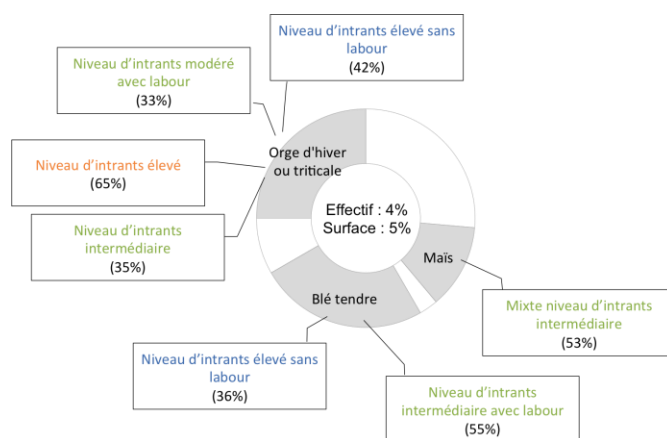 Niveau d'intrants élevé sans
labour
(42%)
Niveau d'intrants modéré
avec labour
(33%)
Niveau d'intrants élevé
(65%)
Niveau d'intrants
intermédiaire
(35%)
Orge d'hiver
ou triticale
Effectif : 4%
Surface : 5%
Maïs
Blé tendre
Mixte niveau d'intrants
intermédiaire
(53%)
Niveau d'intrants élevé sans
labour
(36%)
Niveau d'intrants
intermédiaire avec labour
(55%)